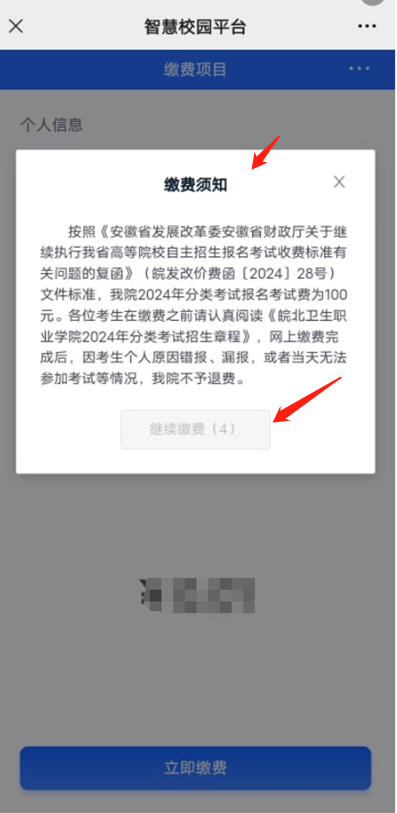 智慧校园平台
缴费项目
个人信息
缴费须知
按照《安徽省发展改革委安徽省财政厅关于继
续执行我省高等院校自主招生报名考试收费标准有
关问题的复函》（皖发改价费函〔2024〕28号）
文件标准，我院2024年分类考试报名考试费为100
元。各位考生在缴费之前请认真阅读《皖北卫生职
业学院2024年分类考试招生章程》，网上缴费完
成后，因考生个人原因错报、漏报，或者当天无法
参加考试等情况，我院不予退费。
继续缴费（4）
立即缴费